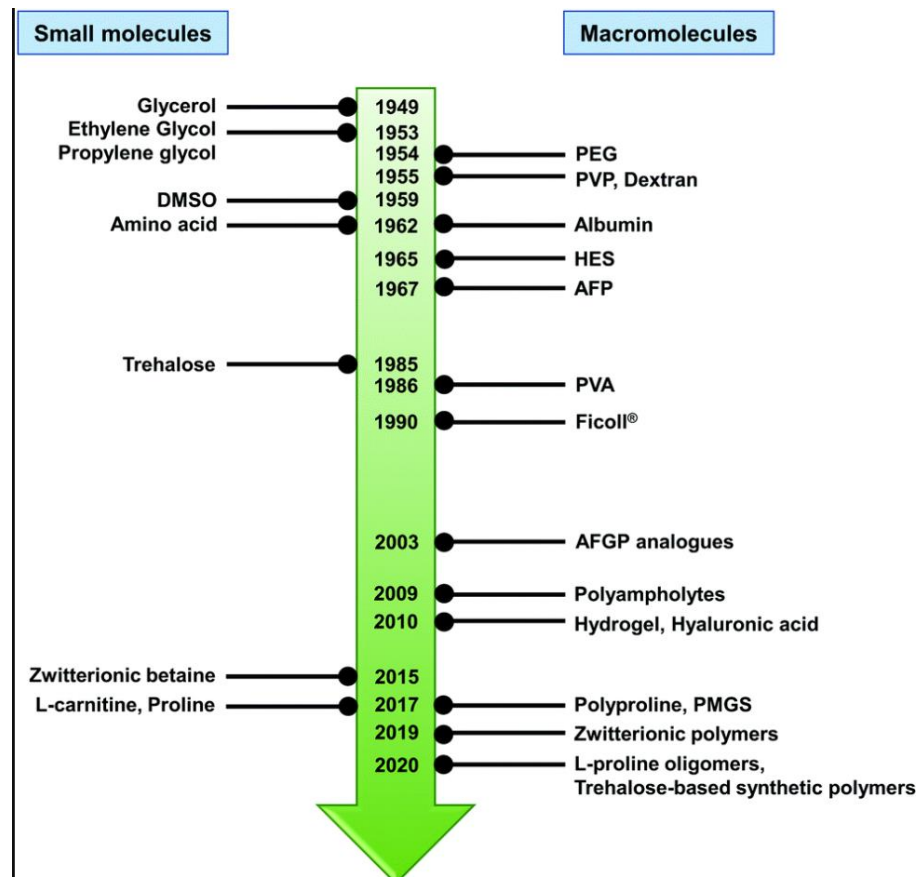 Small molecules
Macromolecules
Glycerol 1949
Ethylene Glycol 1953
Propylene glycol 1954 PEG
1955 PVP, Dextran
DMSO 1959
Amino acid 1962 Albumin
1965 HES
1967 AFP
Trehalose 1985
1986 PVA
1990 Ficoll®
2003 AFGP analogues
2009 Polyampholytes
2010 Hydrogel, Hyaluronic acid
Zwitterionic betaine 2015
L-carnitine, Proline 2017 Polyproline, PMGS
2019 Zwitterionic polymers
2020 L-proline oligomers,
Trehalose-based synthetic polymers